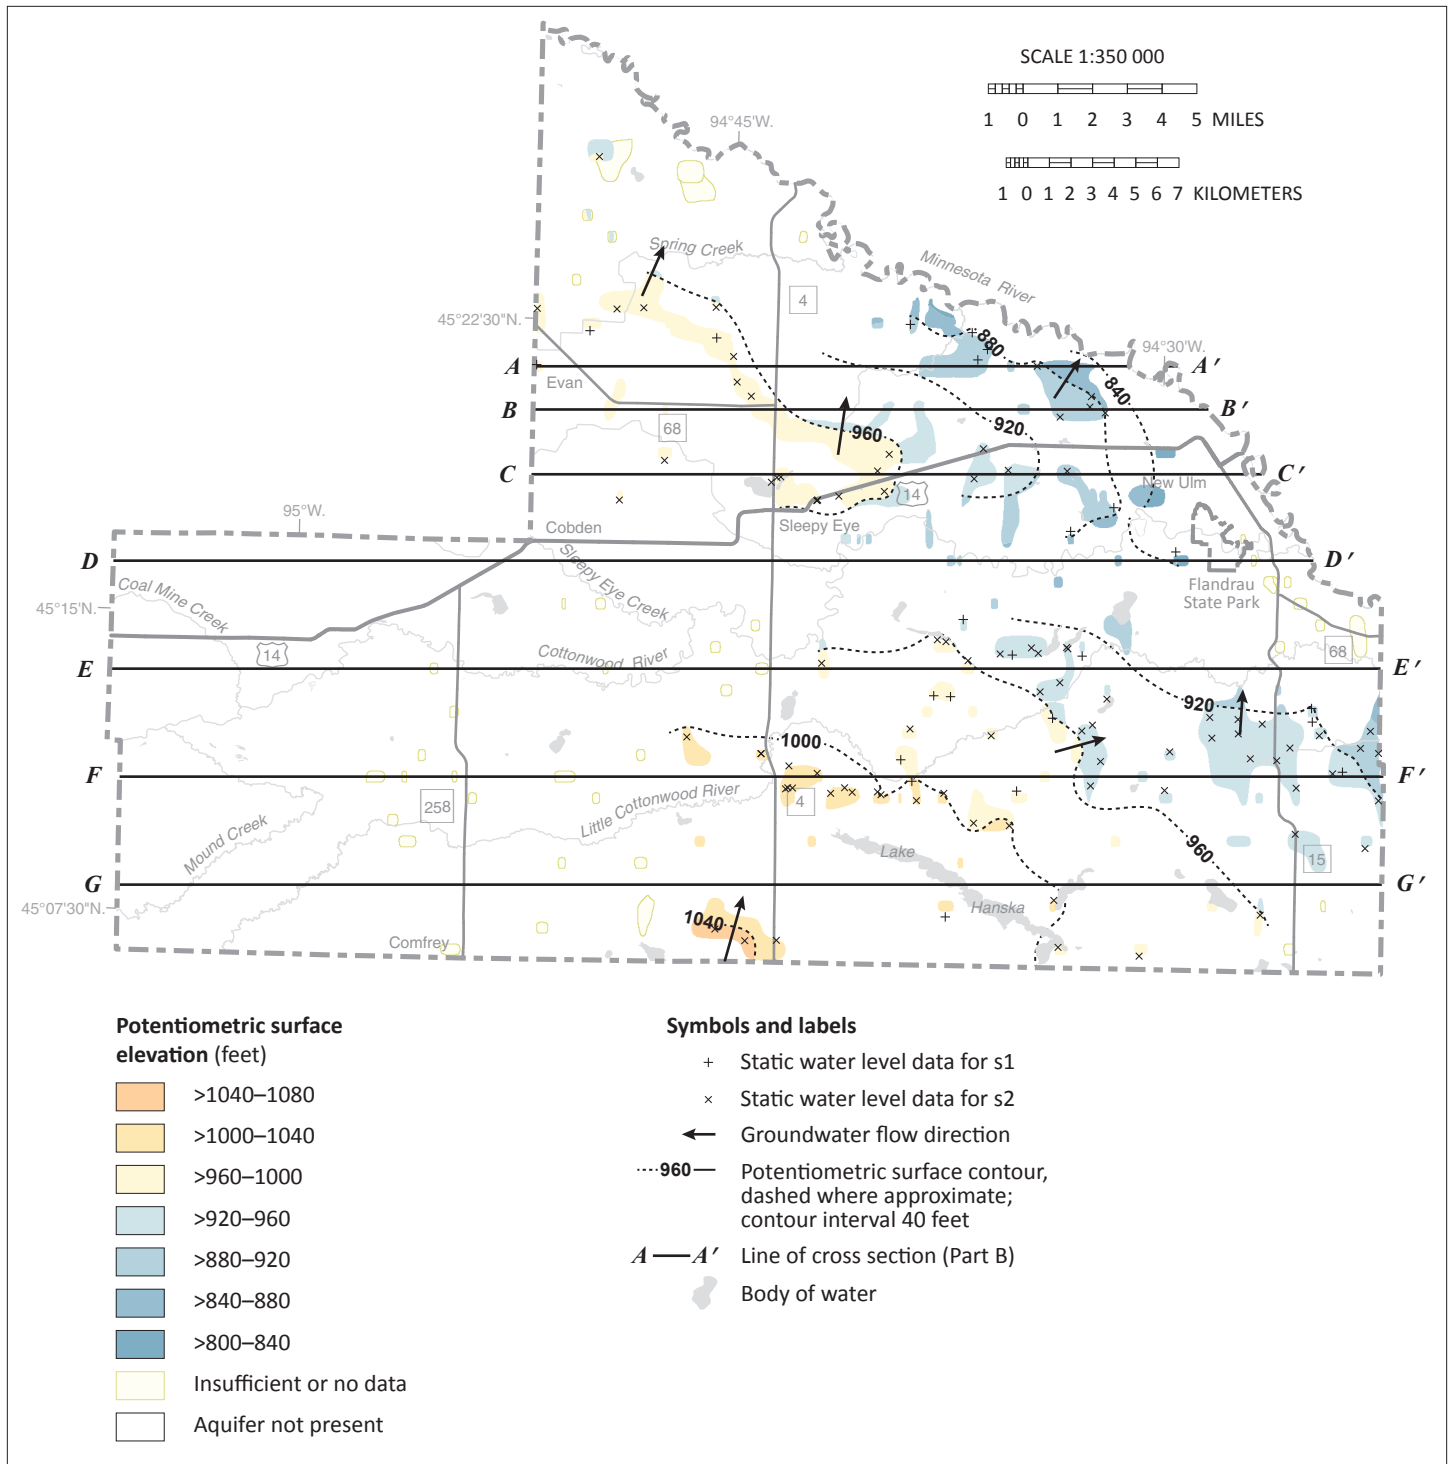 SCALE 1:350 000
1 0 1 2 3 4 5 MILES
1 0 1 2 3 4 5 6 7 KILOMETERS
94°45'W.
Spring Creek
Minnesota River
4
45°22'30"N.
880
94°30'W.
A A'
Evan
840
B B'
68
960
920
C C'
14
New Ulm
95°W.
Cobden
Sleepy Eye
D D'
Sleepy Eye Creek
Coal Mine Creek
Flandrau
State Park
45°15'N.
14
Cottonwood River
68
E E'
920
1000
F F'
258
4
Little Cottonwood River
Mound Creek
Lake
960
15
G G'
45°07'30"N.
Hanska
1040
Comfrey
Potentiometric surface
elevation (feet)
>1040–1080
>1000–1040
>960–1000
>920–960
>880–920
>840–880
>800–840
Insufficient or no data
Aquifer not present
Symbols and labels
+ Static water level data for s1
× Static water level data for s2
Groundwater flow direction
960 Potentiometric surface contour,
dashed where approximate;
contour interval 40 feet
A A' Line of cross section (Part B)
Body of water